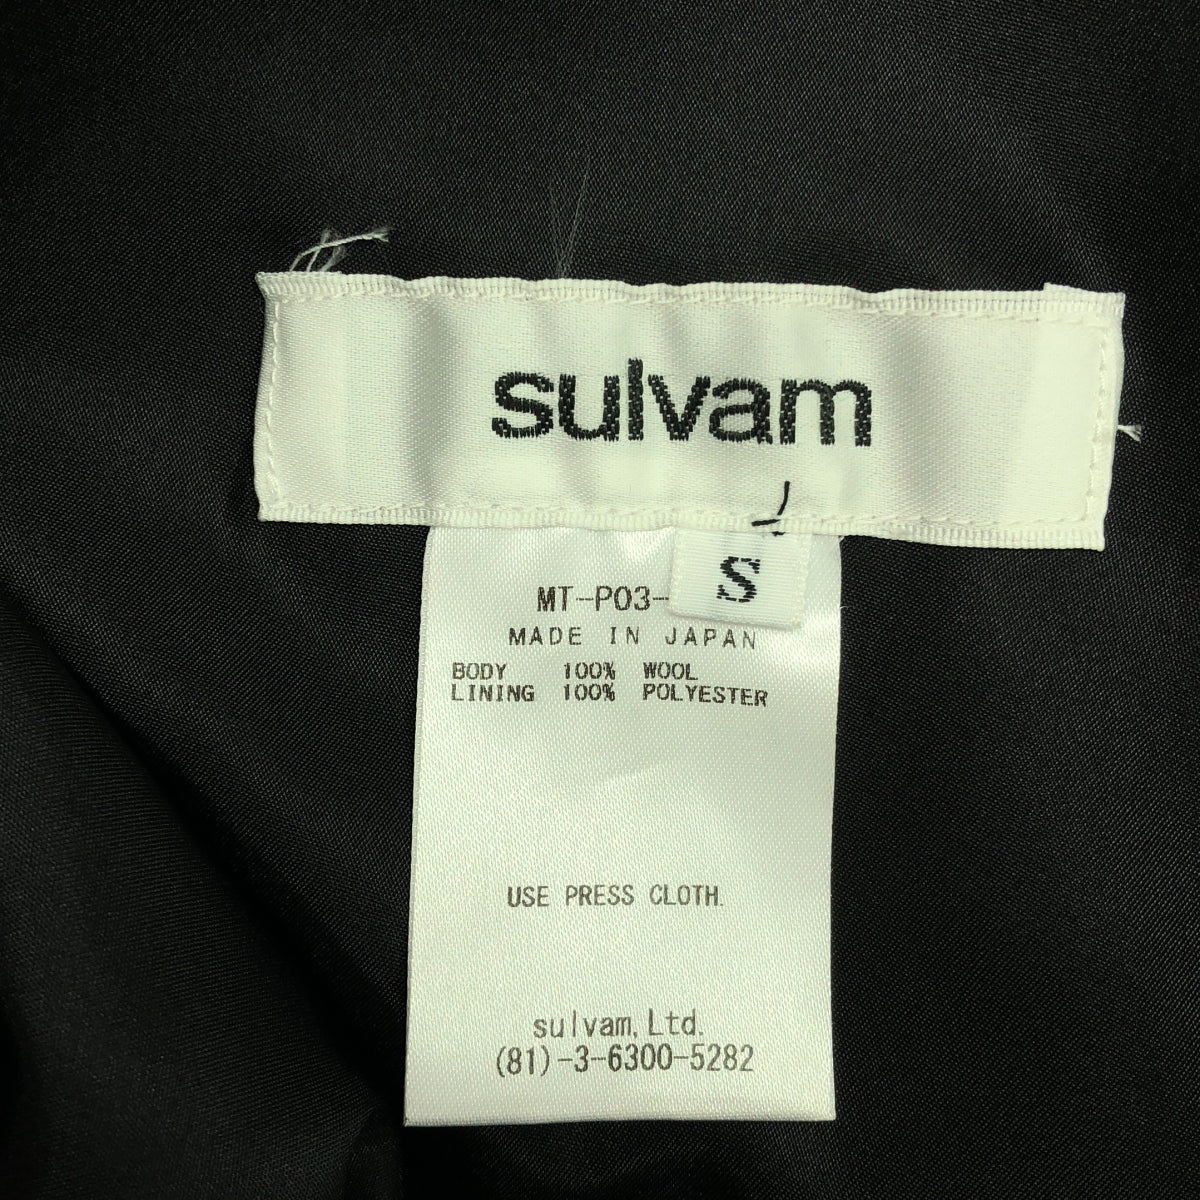 sulvam
S
MT-P03-
MADE IN JAPAN
BODY 100% WOOL
LINING 100% POLYESTER
USE PRESS CLOTH.
sulvam, Ltd.
(81)-3-6300-5282